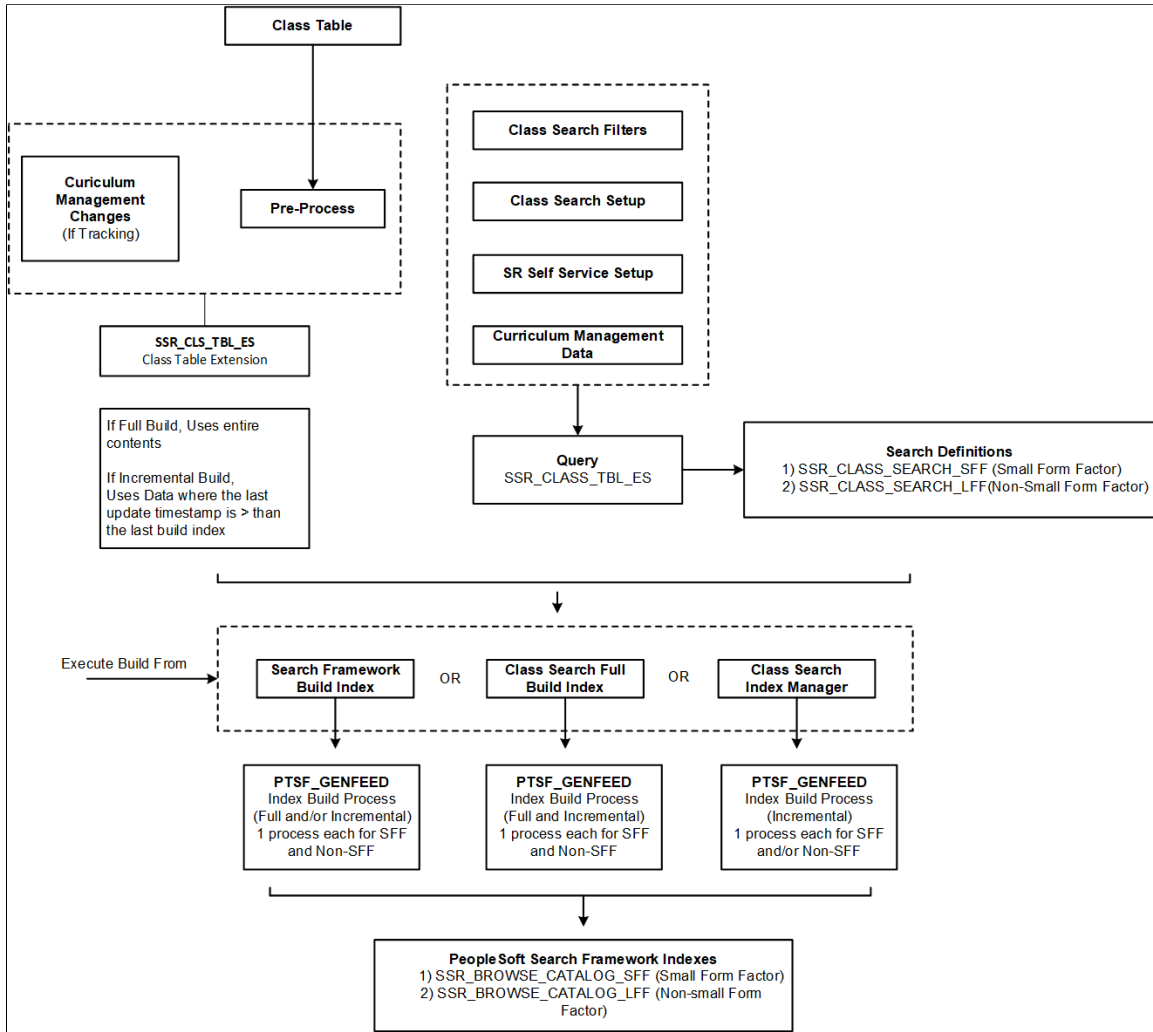 Class Table
Curiculum
Management
Changes
(If Tracking)
Pre-Process
SSR_CLS_TBL_ES
Class Table Extension
If Full Build, Uses entire
contents
If Incremental Build,
Uses Data where the last
update timestamp is > than
the last build index
Class Search Filters
Class Search Setup
SR Self Service Setup
Curriculum Management
Data
Query
SSR_CLASS_TBL_ES
Search Definitions
1) SSR_CLASS_SEARCH_SFF (Small Form Factor)
2) SSR_CLASS_SEARCH_LFF(Non-Small Form Factor)
Execute Build From
Search Framework
Build Index
OR
Class Search Full
Build Index
OR
Class Search
Index Manager
PTSF_GENFEED
Index Build Process
(Full and/or Incremental)
1 process each for SFF
and Non-SFF
PTSF_GENFEED
Index Build Process
(Full and Incremental)
1 process each for SFF
and Non-SFF
PTSF_GENFEED
Index Build Process
(Incremental)
1 process each for SFF
and/or Non-SFF
PeopleSoft Search Framework Indexes
1) SSR_BROWSE_CATALOG_SFF (Small Form Factor)
2) SSR_BROWSE_CATALOG_LFF (Non-small Form
Factor)